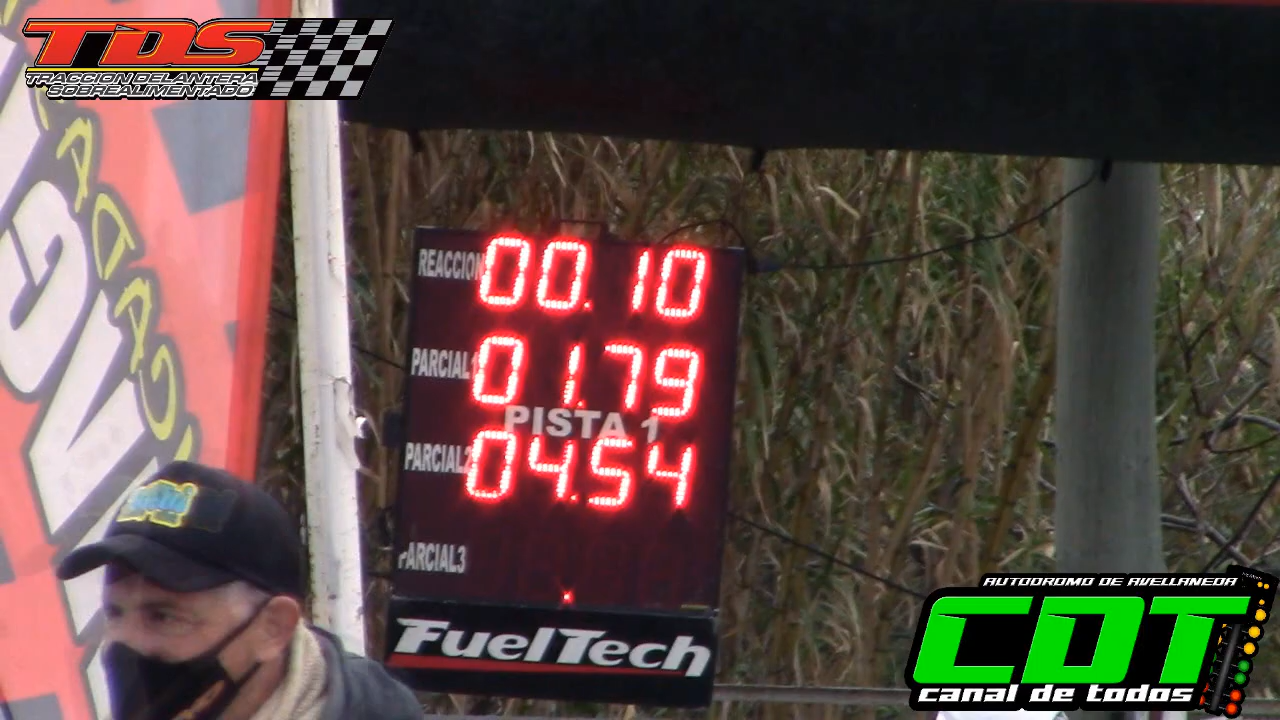 TDS
TRACCION DELANTERA
SOBREALIMENTADO
REACCION 00.10
PARCIAL1 01.79
PISTA 1
PARCIAL2 04.54
PARCIAL3
FuelTech
AUTODROMO DE AVELLANEDA
CDT
canal de todos